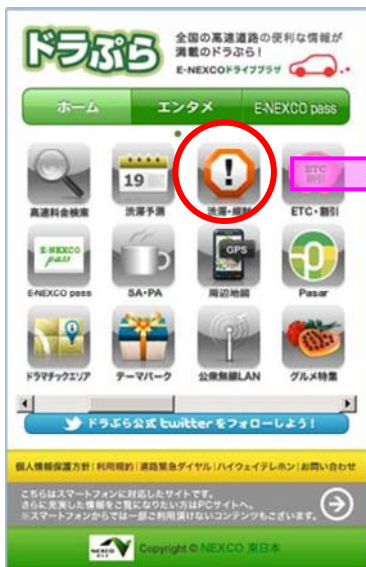 ドラぷら
全国の高速道路の便利な情報が
満載のドラぷら!
E-NEXCOドライブプラザ
ホーム エンタメ E-NEXCO pass
19
!
ETC
割引
高速料金検索 渋滞予測 渋滞・規制 ETC・割引
E-NEXCO
pass
GPS
P
E-NEXCO pass SA・PA 周辺地図 Pasar
ドラマチックエリア テーマパーク 公衆無線LAN グルメ特集
ドラぷら公式twitterをフォローしよう!
個人情報保護方針|利用規約|道路緊急ダイヤル|ハイウェイテレホン|お問い合わせ
こちらはスマートフォンに対応したサイトです。
さらに充実した情報をご覧になりたい方はPCサイトへ。
※スマートフォンからでは一部ご利用頂けないコンテンツもございます。
NEXCO
Copyright © NEXCO 東日本